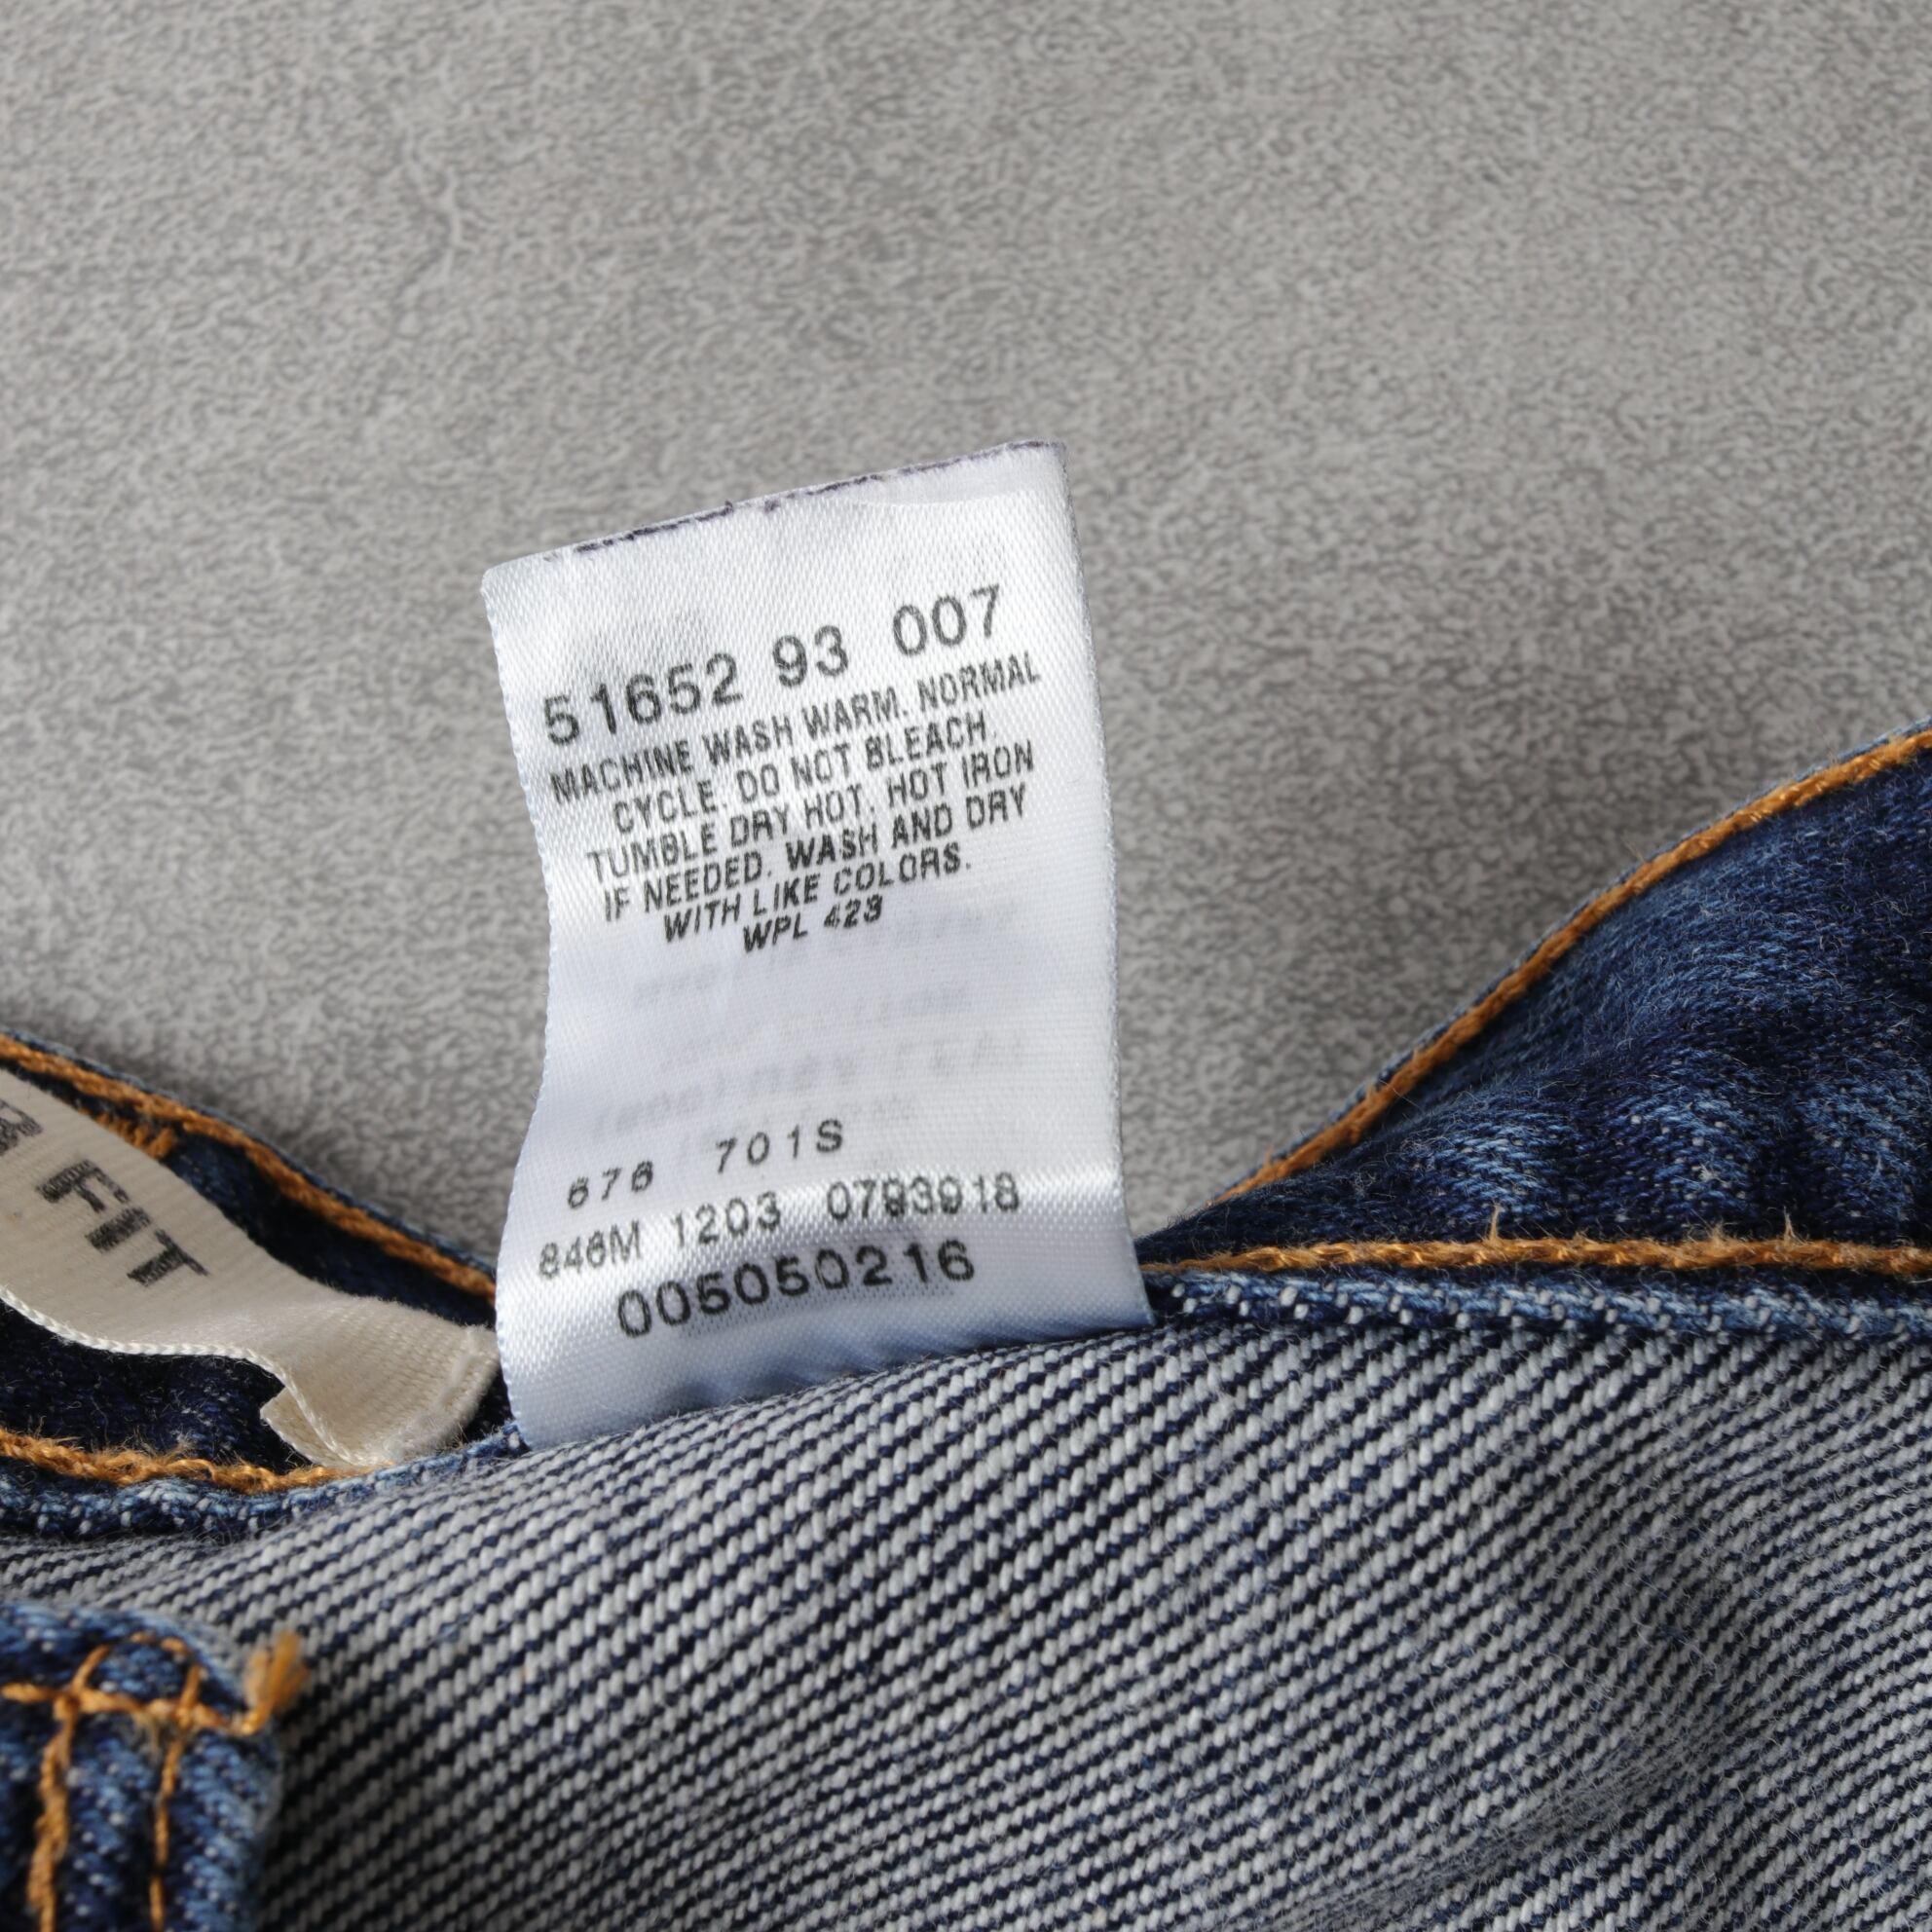 51652 93 007
MACHINE WASH WARM. NORMAL
CYCLE. DO NOT BLEACH.
TUMBLE DRY HOT. HOT IRON
IF NEEDED. WASH AND DRY
WITH LIKE COLORS.
WPL 423
676 701S
846M 1203 0793918
005050216
FIT